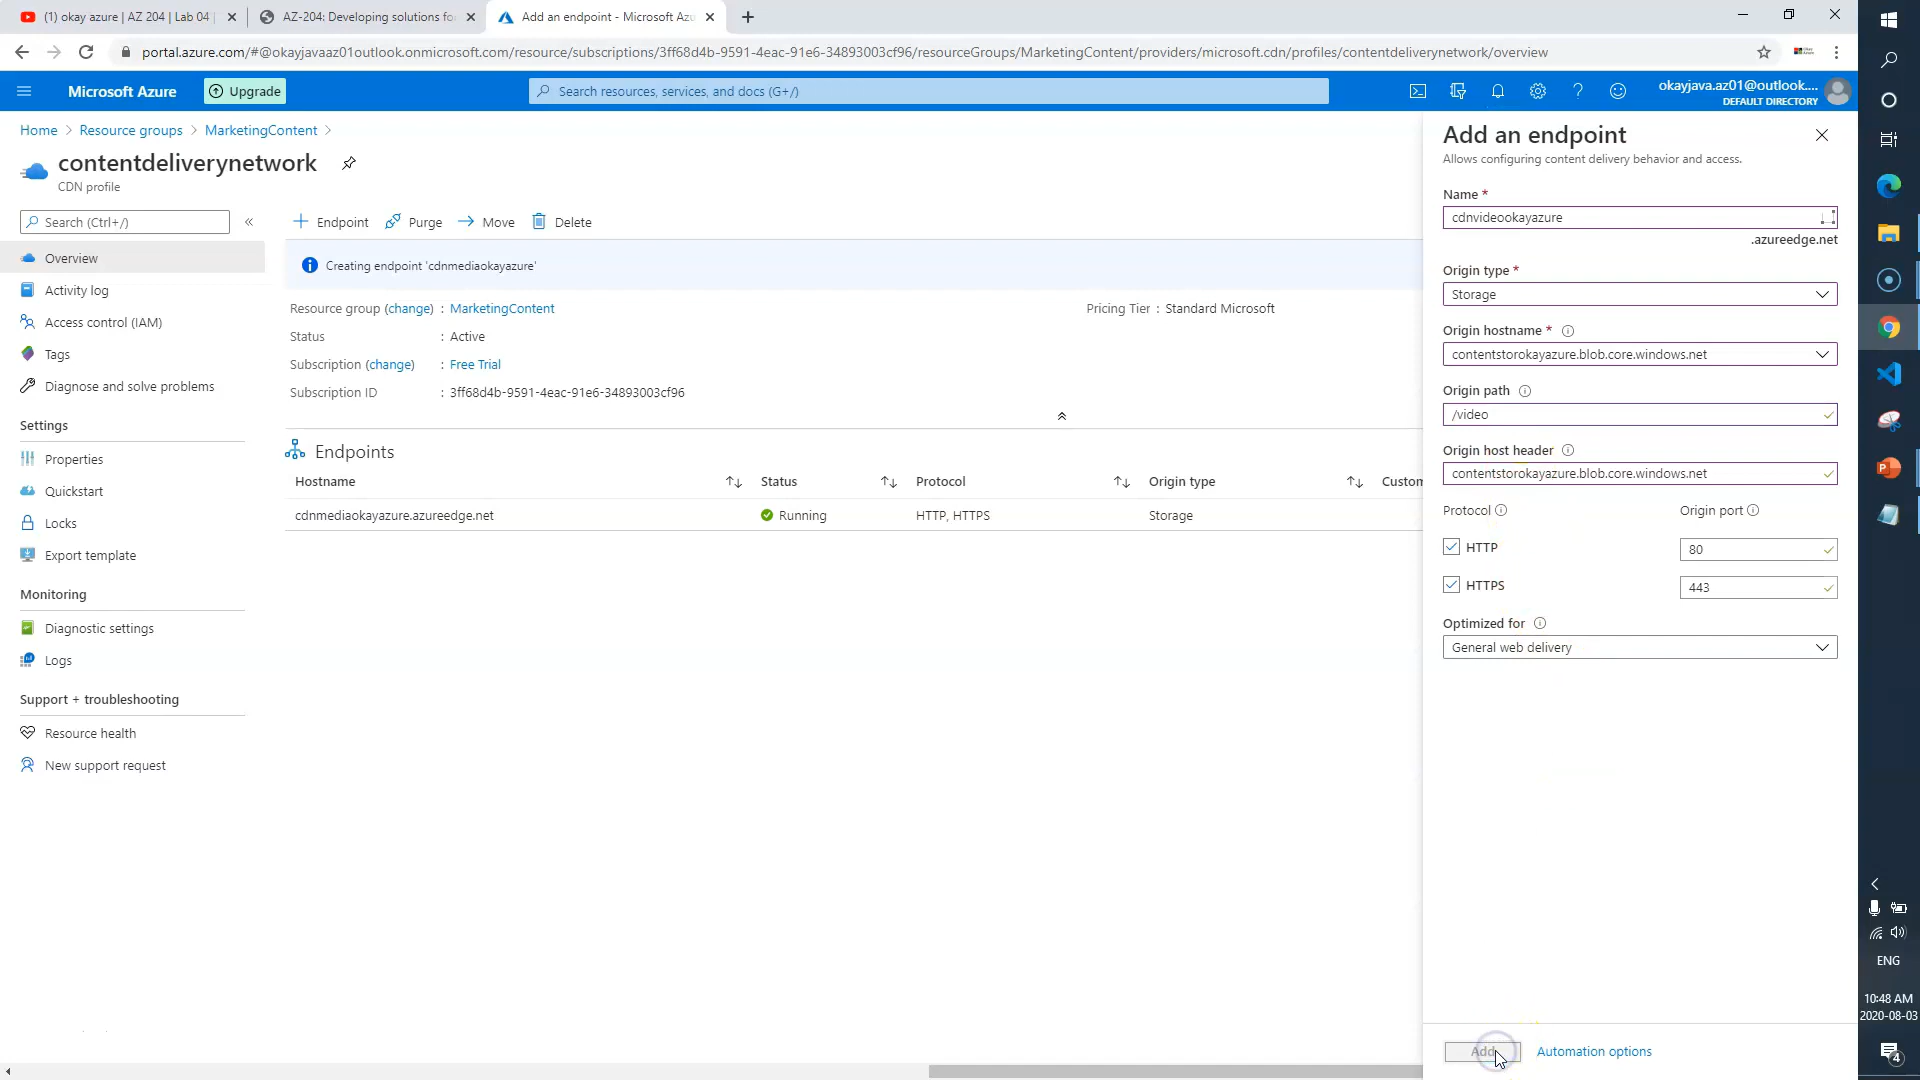 (1) okay azure | AZ 204 | Lab 04
AZ-204: Developing solutions fo
Add an endpoint - Microsoft Azu
portal.azure.com/#@okayjavaaz01outlook.onmicrosoft.com/resource/subscriptions/3ff68d4b-9591-4eac-91e6-34893003cf96/resourceGroups/MarketingContent/providers/microsoft.cdn/profiles/contentdeliverynetwork/overview
Microsoft Azure
Upgrade
Search resources, services, and docs (G+/)
okayjava.az01@outlook....
DEFAULT DIRECTORY
Home > Resource groups > MarketingContent >
contentdeliverynetwork
CDN profile
Search (Ctrl+/)
Overview
Activity log
Access control (IAM)
Tags
Diagnose and solve problems
Settings
Properties
Quickstart
Locks
Export template
Monitoring
Diagnostic settings
Logs
Support + troubleshooting
Resource health
New support request
Endpoint
Purge
Move
Delete
Creating endpoint 'cdnmediaokayazure'
Resource group (change) : MarketingContent
Status : Active
Subscription (change) : Free Trial
Subscription ID : 3ff68d4b-9591-4eac-91e6-34893003cf96
Pricing Tier : Standard Microsoft
Endpoints
Hostname Status Protocol Origin type Custom
cdnmediaokayazure.azureedge.net Running HTTP, HTTPS Storage
Add an endpoint
Allows configuring content delivery behavior and access.
Name *
cdnvideookayazure
.azureedge.net
Origin type *
Storage
Origin hostname *
contentstorokayazure.blob.core.windows.net
Origin path
/video
Origin host header
contentstorokayazure.blob.core.windows.net
Protocol Origin port
HTTP 80
HTTPS 443
Optimized for
General web delivery
Add
Automation options
ENG
10:48 AM
2020-08-03
4